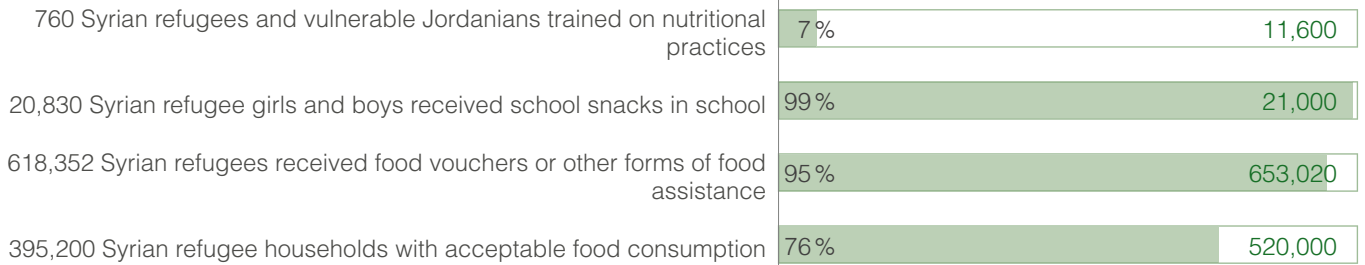 760 Syrian refugees and vulnerable Jordanians trained on nutritional
practices
7 %
11,600
20,830 Syrian refugee girls and boys received school snacks in school
99 %
21,000
618,352 Syrian refugees received food vouchers or other forms of food
assistance
95 %
653,020
395,200 Syrian refugee households with acceptable food consumption
76 %
520,000